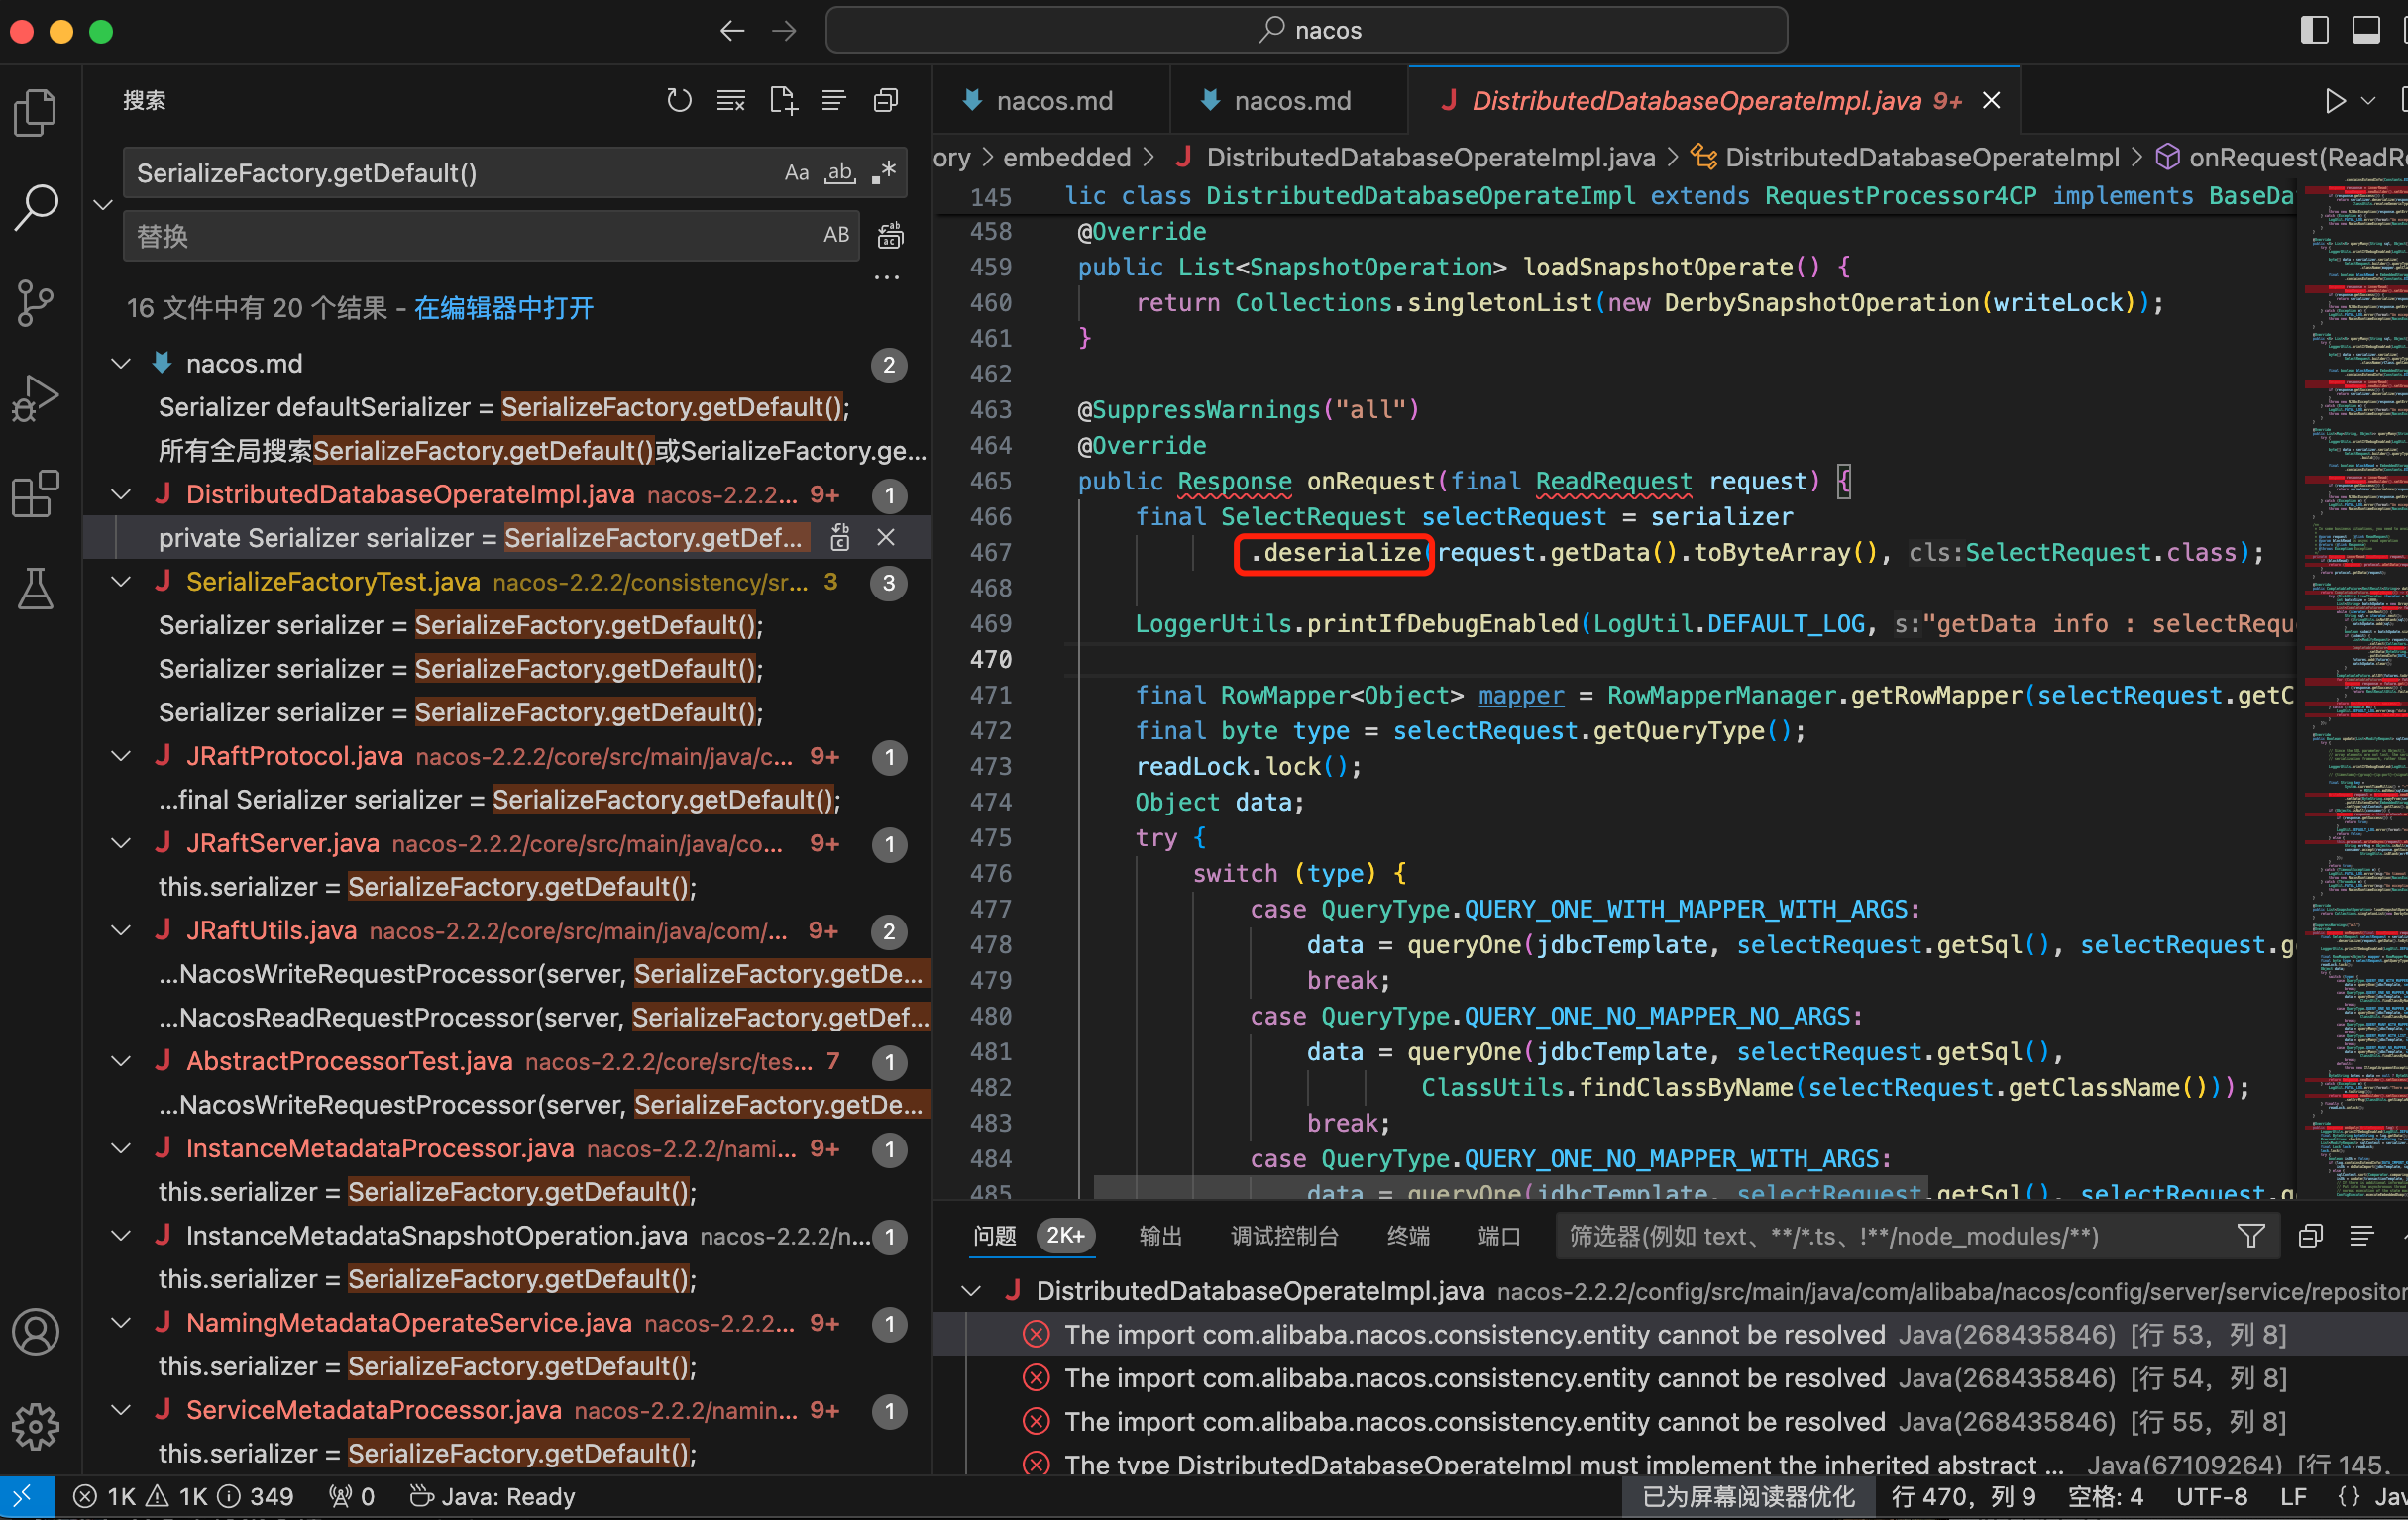 nacos
搜索
SerializeFactory.getDefault()
Aa ab .*
替换
AB
16 文件中有 20 个结果 - 在编辑器中打开
nacos.md 2
Serializer defaultSerializer = SerializeFactory.getDefault();
所有全局搜索SerializeFactory.getDefault()或SerializeFactory.ge...
DistributedDatabaseOperateImpl.java nacos-2.2.2... 9+ 1
private Serializer serializer = SerializeFactory.getDef...
SerializeFactoryTest.java nacos-2.2.2/consistency/sr... 3 3
Serializer serializer = SerializeFactory.getDefault();
Serializer serializer = SerializeFactory.getDefault();
Serializer serializer = SerializeFactory.getDefault();
JRaftProtocol.java nacos-2.2.2/core/src/main/java/c... 9+ 1
...final Serializer serializer = SerializeFactory.getDefault();
JRaftServer.java nacos-2.2.2/core/src/main/java/co... 9+ 1
this.serializer = SerializeFactory.getDefault();
JRaftUtils.java nacos-2.2.2/core/src/main/java/com/... 9+ 2
...NacosWriteRequestProcessor(server, SerializeFactory.getDe...
...NacosReadRequestProcessor(server, SerializeFactory.getDef...
AbstractProcessorTest.java nacos-2.2.2/core/src/tes... 7 1
...NacosWriteRequestProcessor(server, SerializeFactory.getDe...
InstanceMetadataProcessor.java nacos-2.2.2/nami... 9+ 1
this.serializer = SerializeFactory.getDefault();
InstanceMetadataSnapshotOperation.java nacos-2.2.2/n... 1
this.serializer = SerializeFactory.getDefault();
NamingMetadataOperateService.java nacos-2.2.2... 9+ 1
this.serializer = SerializeFactory.getDefault();
ServiceMetadataProcessor.java nacos-2.2.2/namin... 9+ 1
this.serializer = SerializeFactory.getDefault();
nacos.md
nacos.md
DistributedDatabaseOperateImpl.java 9+
ory > embedded > DistributedDatabaseOperateImpl.java > DistributedDatabaseOperateImpl > onRequest(ReadRe
145 lic class DistributedDatabaseOperateImpl extends RequestProcessor4CP implements BaseDa
458 @Override
459 public List<SnapshotOperation> loadSnapshotOperate() {
460 return Collections.singletonList(new DerbySnapshotOperation(writeLock));
461 }
462
463 @SuppressWarnings("all")
464 @Override
465 public Response onRequest(final ReadRequest request) {
466 final SelectRequest selectRequest = serializer
467 .deserialize(request.getData().toByteArray(), cls:SelectRequest.class);
468
469 LoggerUtils.printIfDebugEnabled(LogUtil.DEFAULT_LOG, s:"getData info : selectRequ
470
471 final RowMapper<Object> mapper = RowMapperManager.getRowMapper(selectRequest.getC
472 final byte type = selectRequest.getQueryType();
473 readLock.lock();
474 Object data;
475 try {
476 switch (type) {
477 case QueryType.QUERY_ONE_WITH_MAPPER_WITH_ARGS:
478 data = queryOne(jdbcTemplate, selectRequest.getSql(), selectRequest.g
479 break;
480 case QueryType.QUERY_ONE_NO_MAPPER_NO_ARGS:
481 data = queryOne(jdbcTemplate, selectRequest.getSql(),
482 ClassUtils.findClassByName(selectRequest.getClassName()));
483 break;
484 case QueryType.QUERY_ONE_NO_MAPPER_WITH_ARGS:
485 data = queryOne(jdbcTemplate, selectRequest.getSql(), selectRequest.g
问题 2K+ 输出 调试控制台 终端 端口 筛选器(例如 text、**/*.ts、!**/node_modules/**)
DistributedDatabaseOperateImpl.java nacos-2.2.2/config/src/main/java/com/alibaba/nacos/config/server/service/repositor
The import com.alibaba.nacos.consistency.entity cannot be resolved Java(268435846) [行 53，列 8]
The import com.alibaba.nacos.consistency.entity cannot be resolved Java(268435846) [行 54，列 8]
The import com.alibaba.nacos.consistency.entity cannot be resolved Java(268435846) [行 55，列 8]
The type DistributedDatabaseOperateImpl must implement the inherited abstract ... Java(67109264) [行 145,
1K 1K 349 0 Java: Ready 已为屏幕阅读器优化 行 470，列 9 空格: 4 UTF-8 LF {} Jav